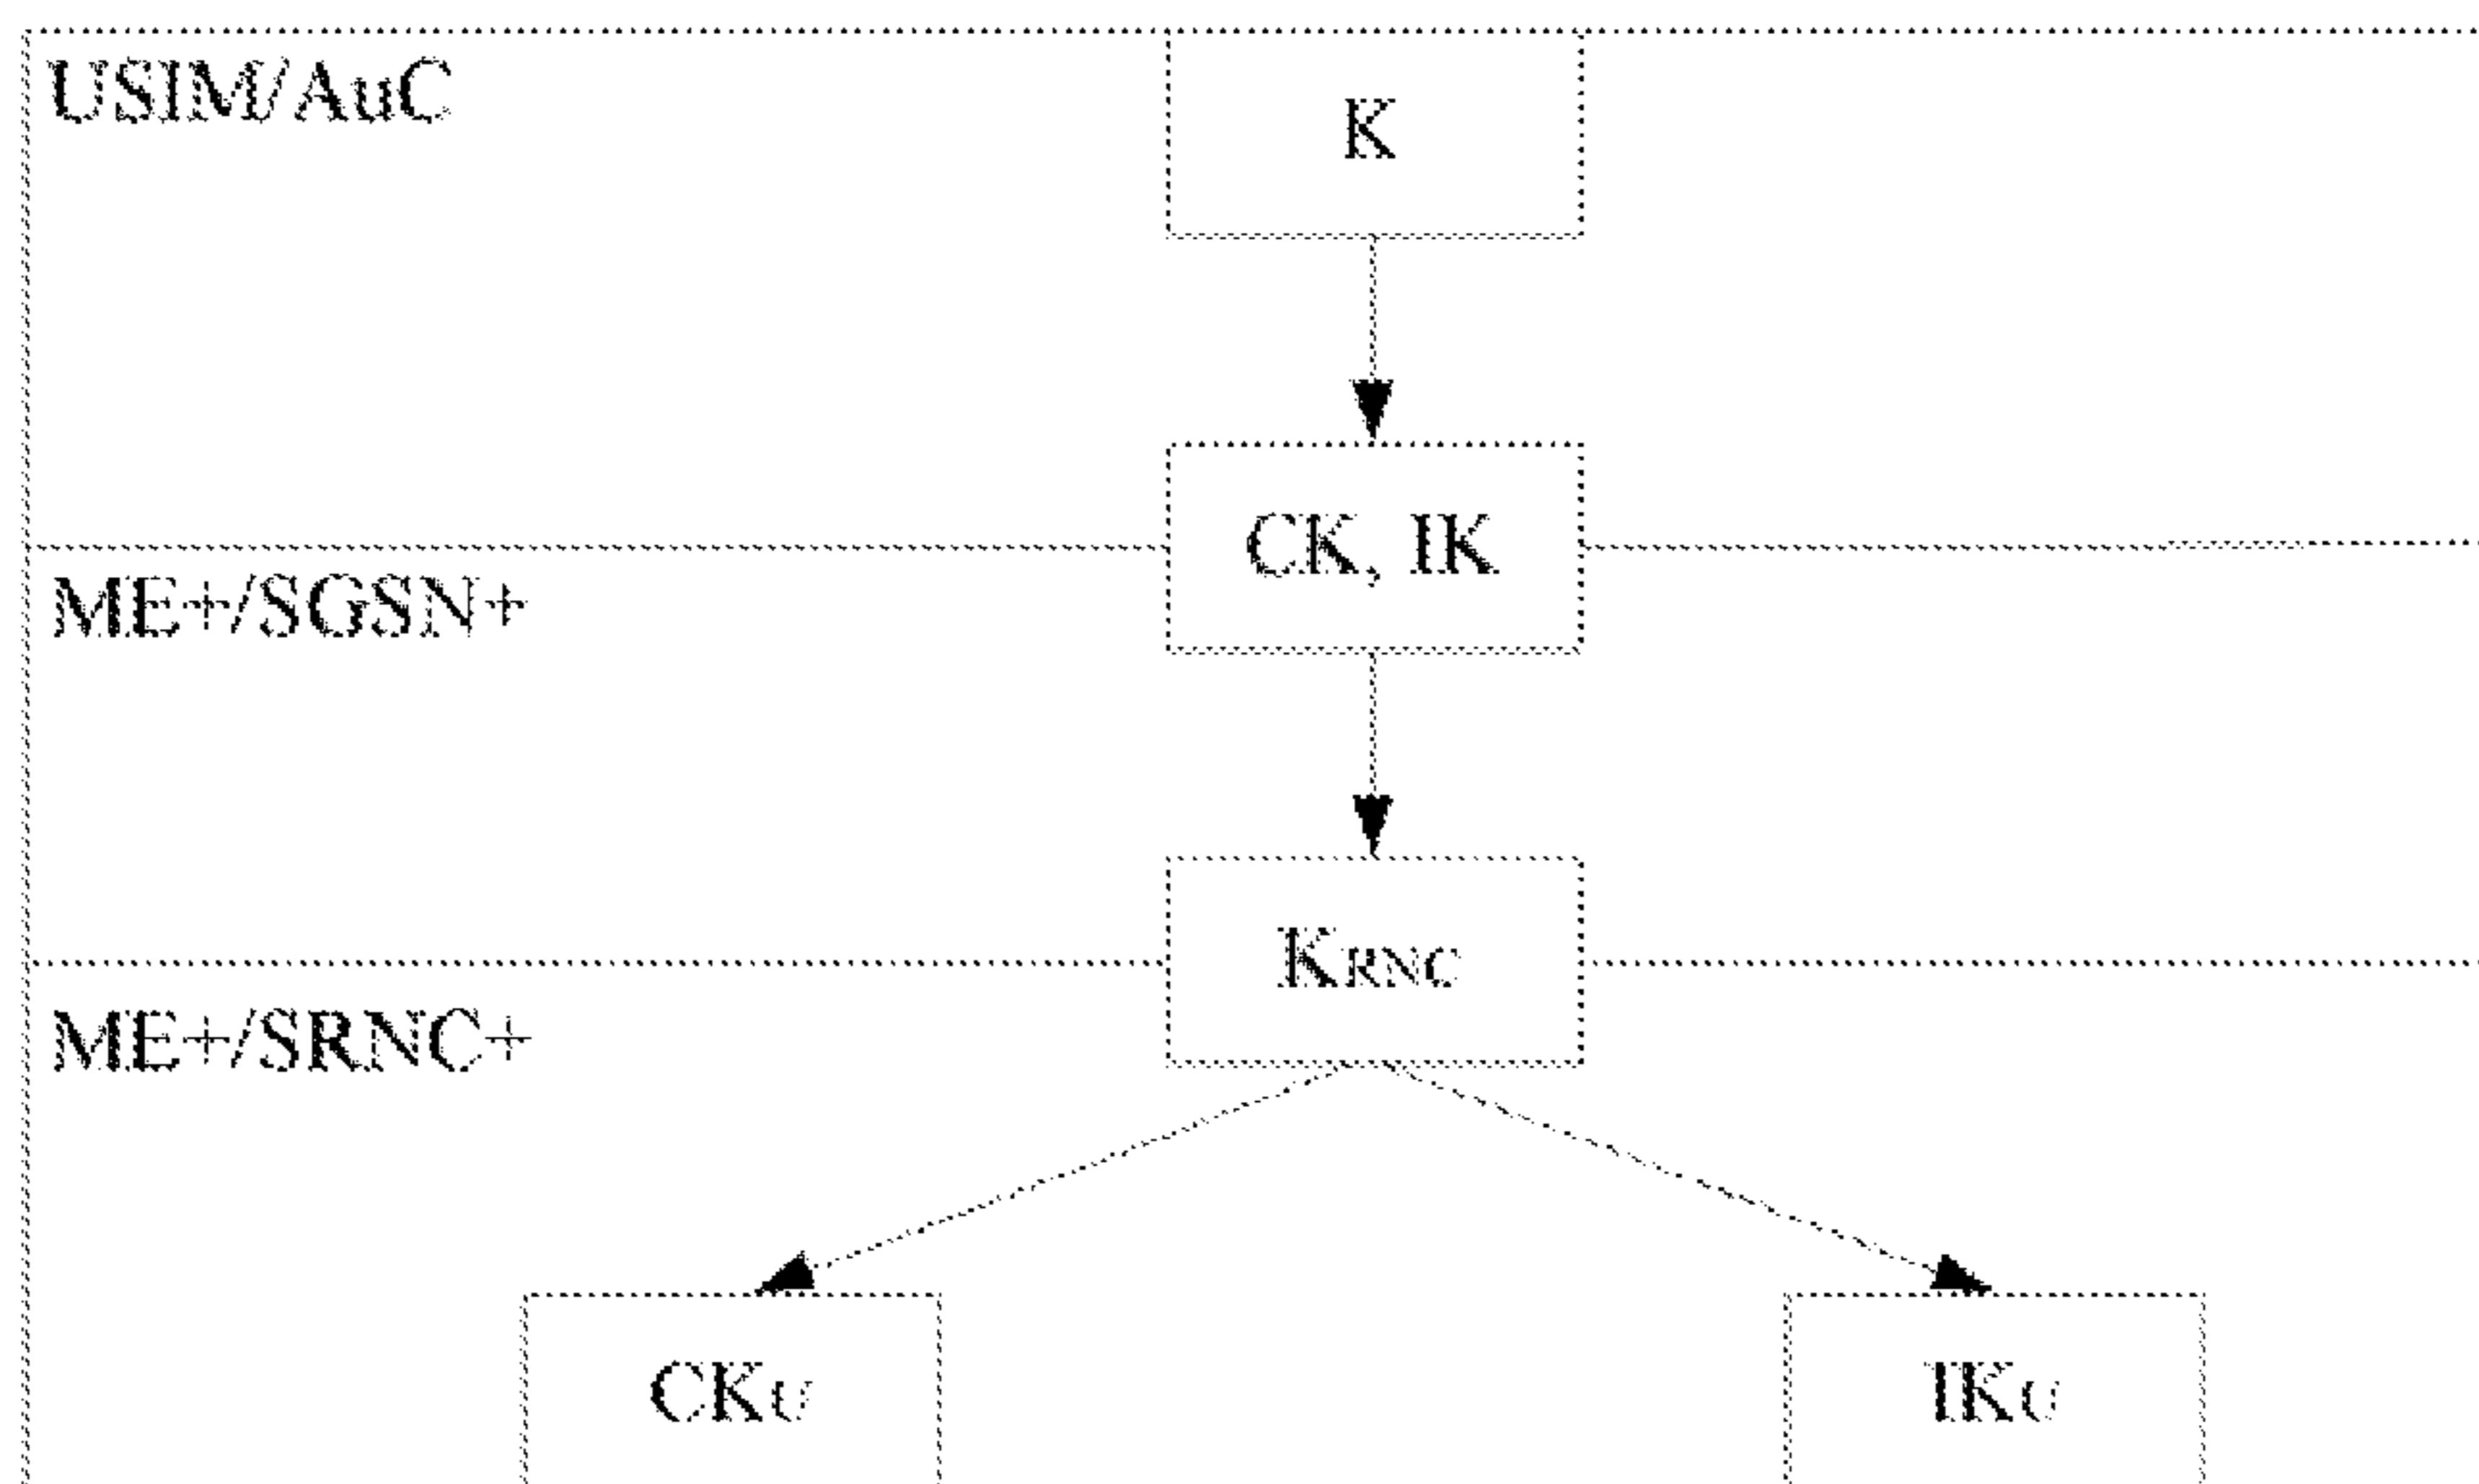 USIM/AuC
K
CK, IK
ME+/SGSN+
KRNC
ME+/SRNC+
CKU
IKU